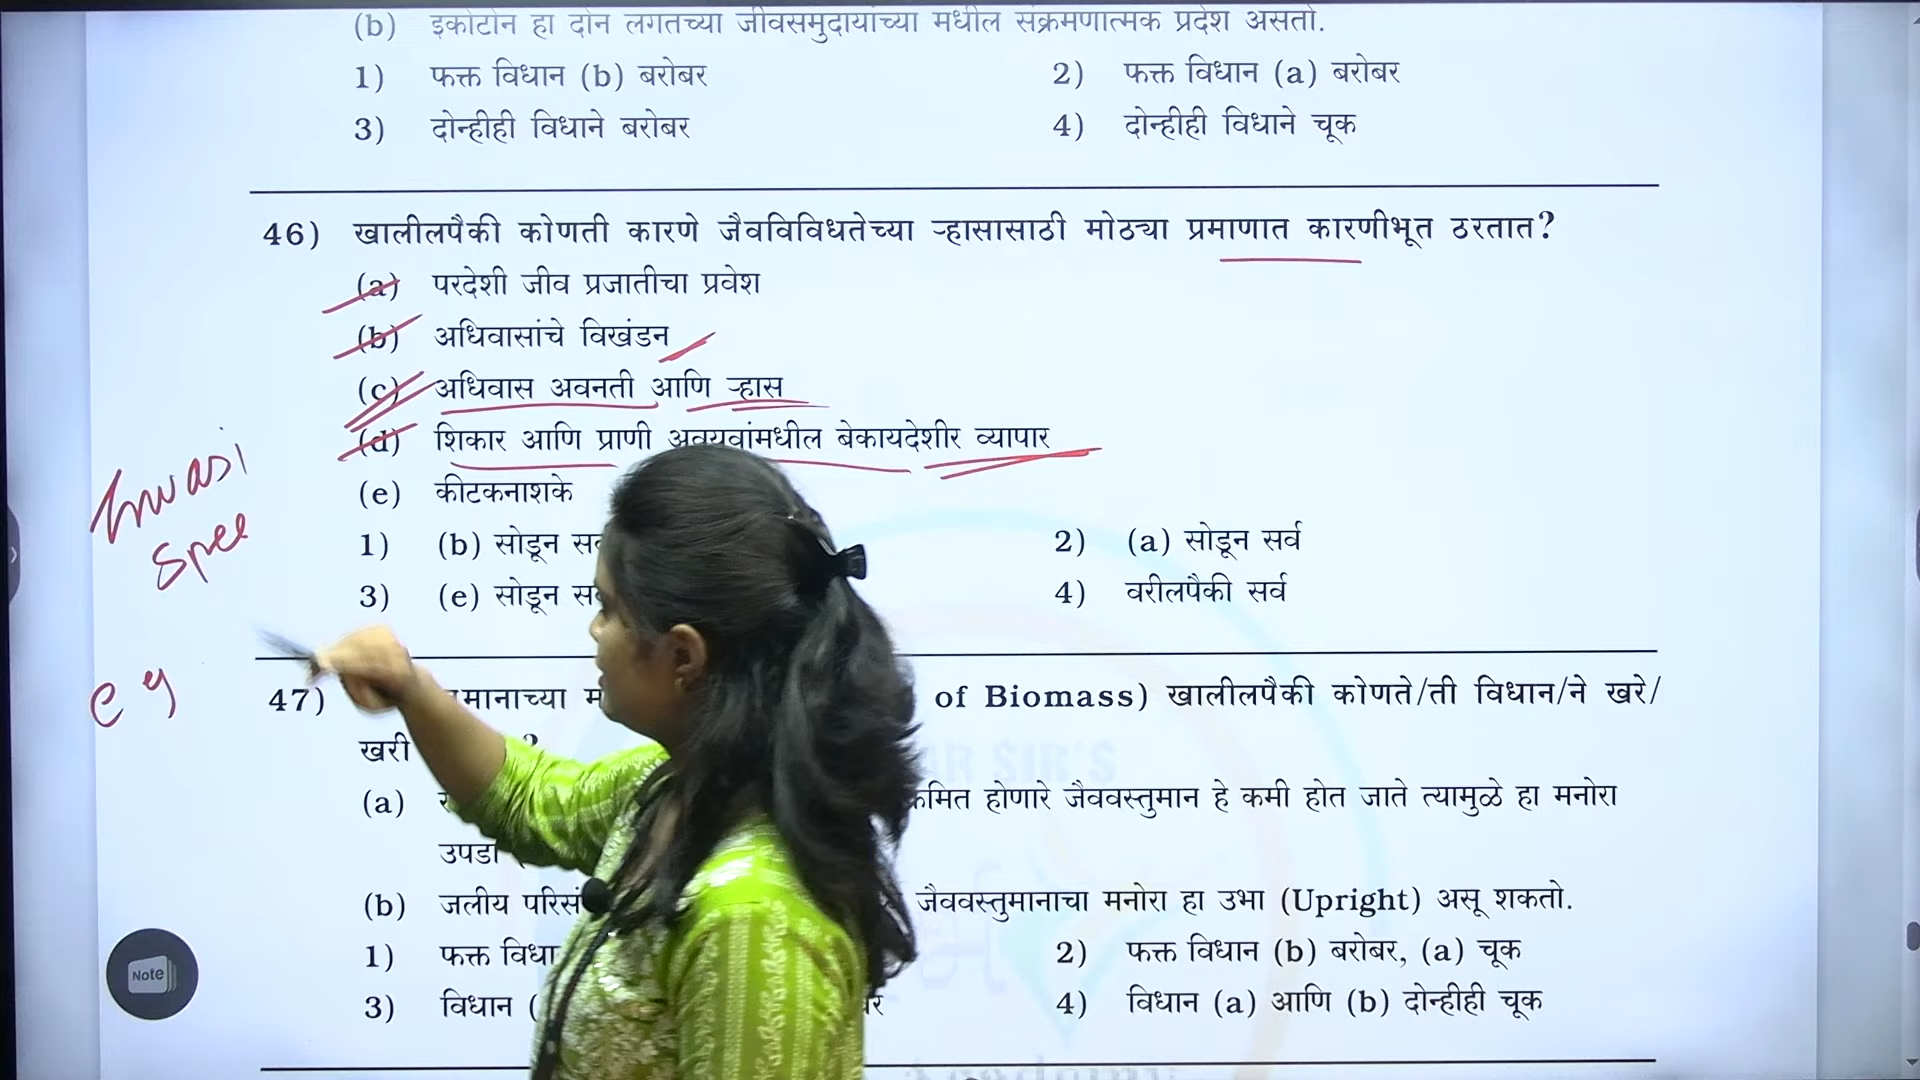 (b) इकोटोन हा दोन लगतच्या जीवसमुदायांच्या मधील संक्रमणात्मक प्रदेश असतो.
1) फक्त विधान (b) बरोबर 2) फक्त विधान (a) बरोबर
3) दोन्हीही विधाने बरोबर 4) दोन्हीही विधाने चूक
46) खालीलपैकी कोणती कारणे जैवविविधतेच्या ऱ्हासासाठी मोठ्या प्रमाणात कारणीभूत ठरतात?
(a) परदेशी जीव प्रजातीचा प्रवेश
(b) अधिवासांचे विखंडन
(c) अधिवास अवनती आणि ऱ्हास
(d) शिकार आणि प्राणी अवयवांमधील बेकायदेशीर व्यापार
(e) कीटकनाशके
Invasi
spee
1) (b) सोडून 2) (a) सोडून सर्व
3) (e) सोडून 4) वरीलपैकी सर्व
eg
47) of Biomass) खालीलपैकी कोणते/ती विधान/ने खरे/
खरी ?
(a) होणारे जैववस्तुमान हे कमी होत जाते त्यामुळे हा मनोरा
(b) जलीय जैववस्तुमानाचा मनोरा हा उभा (Upright) असू शकतो.
1) फक्त 2) फक्त विधान (b) बरोबर, (a) चूक
3) विधान ( 4) विधान (a) आणि (b) दोन्हीही चूक
Note